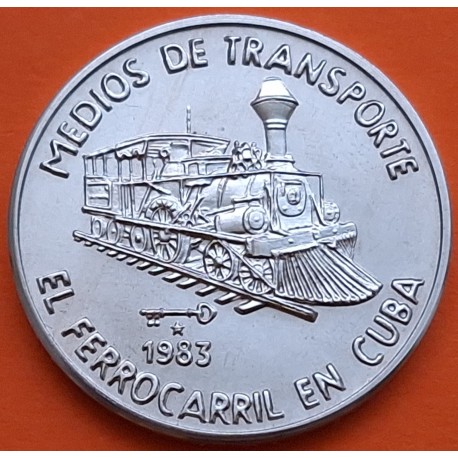 MEDIOS DE TRANSPORTE
1983
EL FERROCARRIL EN CUBA